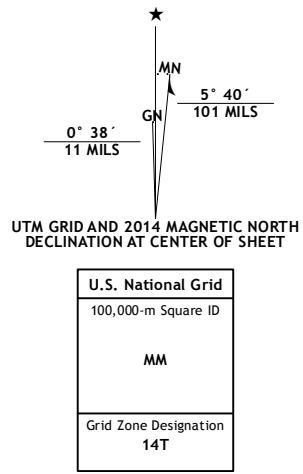 ★
MN
5° 40´
101 MILS
GN
0° 38´
11 MILS
UTM GRID AND 2014 MAGNETIC NORTH
DECLINATION AT CENTER OF SHEET
U.S. National Grid
100,000-m Square ID
MM
Grid Zone Designation
14T